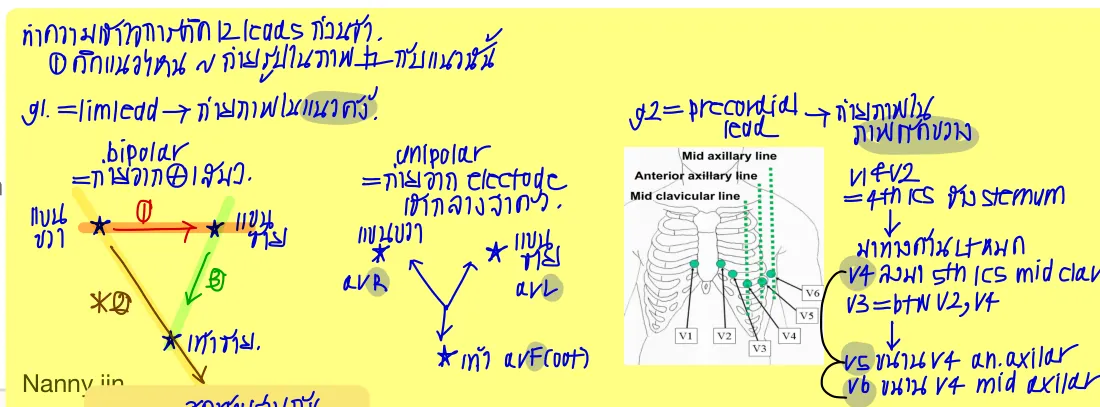 ทำความเข้าใจการติด 12 leads ก่อนจ้า.
① ติดแนวไหน ~ ถ่ายรูปในภาพ กับแนวนั้น
g1. = limlead → ถ่ายภาพในแนวตรง.
bipolar
= ถ่ายจาก ⊕ เสมอ.
แขน
ขวา
①
แขน
ซ้าย
*②
③
เท้าซ้าย.
Nanny jin
unipolar
= ถ่ายจาก electode
เข้ากลางลำตัว.
แขนขวา
avR
แขน
ซ้าย
avL
เท้า avF(oot)
g2 = precordial
lead
→ ถ่ายภาพใน
ภาพตัดขวาง
Mid axillary line
Anterior axillary line
Mid clavicular line
V1
V2
V3
V4
V5
V6
V1&V2
= 4th ICS ข้าง sternum
มาทางด้าน Lt หมด
V4 ลงมา 5th ICS mid clav
V3 = btw V2, V4
V5 ขนาน V4 an. axilar
V6 ขนาน V4 mid axilar